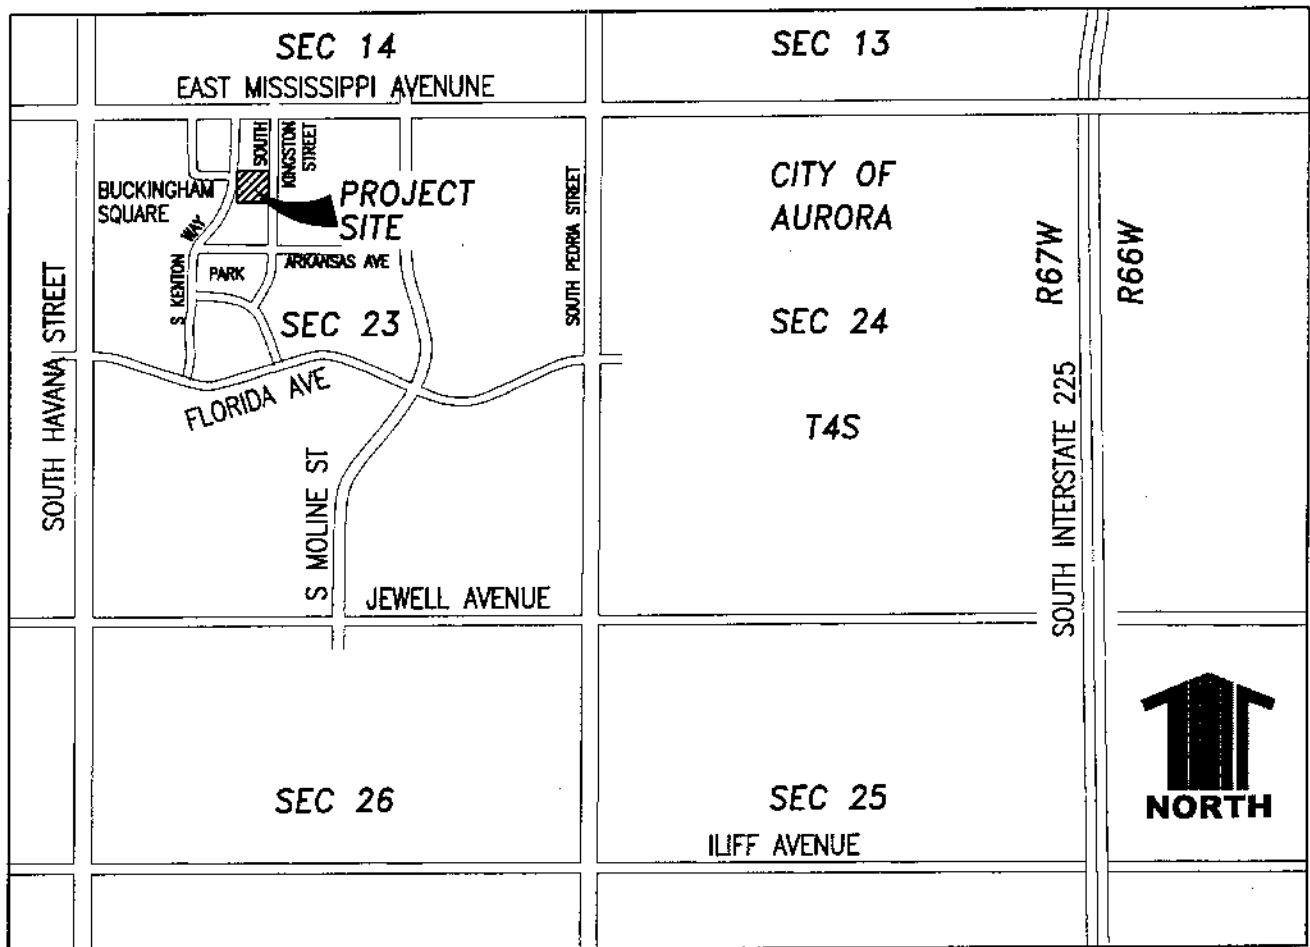 SEC 14
SEC 13
EAST MISSISSIPPI AVENUNE
SOUTH
KINGSTON
STREET
BUCKINGHAM
SQUARE
PROJECT
SITE
CITY OF
AURORA
WAY
S KENTON
PARK
ARKANSAS AVE
SOUTH PEORIA STREET
R67W
R66W
SOUTH HAVANA STREET
SEC 23
SEC 24
FLORIDA AVE
T4S
S MOLINE ST
SOUTH INTERSTATE 225
JEWELL AVENUE
SEC 26
SEC 25
NORTH
ILIFF AVENUE